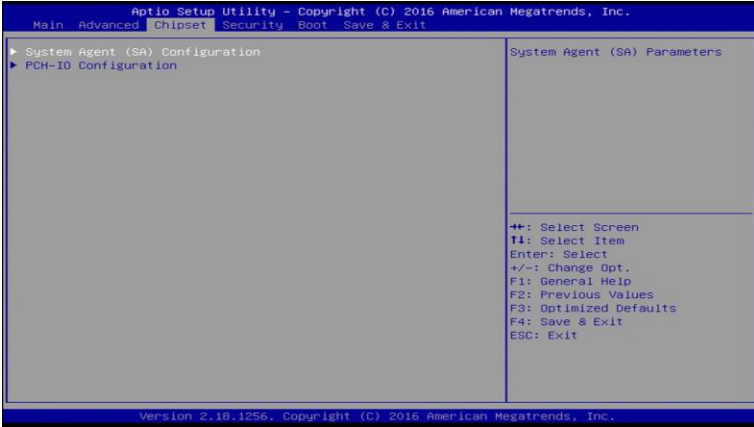 Aptio Setup Utility – Copyright (C) 2016 American Megatrends, Inc.
Main Advanced Chipset Security Boot Save & Exit
▶ System Agent (SA) Configuration
▶ PCH-IO Configuration
System Agent (SA) Parameters
→←: Select Screen
↑↓: Select Item
Enter: Select
+/-: Change Opt.
F1: General Help
F2: Previous Values
F3: Optimized Defaults
F4: Save & Exit
ESC: Exit
Version 2.18.1256. Copyright (C) 2016 American Megatrends, Inc.